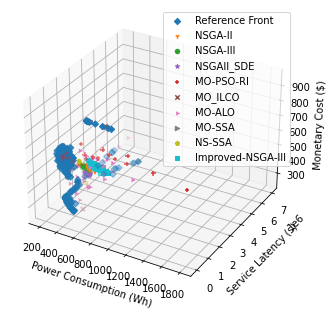 Reference Front
NSGA-II
NSGA-III
NSGAII_SDE
MO-PSO-RI
MO_ILCO
MO-ALO
MO-SSA
NS-SSA
Improved-NSGA-III
900
800
700
600
500
400
300
Monetary Cost ($)
200
400
600
800
1000
1200
1400
1600
1800
Power Consumption (Wh)
0
1
2
3
4
5
6
7
Service Latency (S)